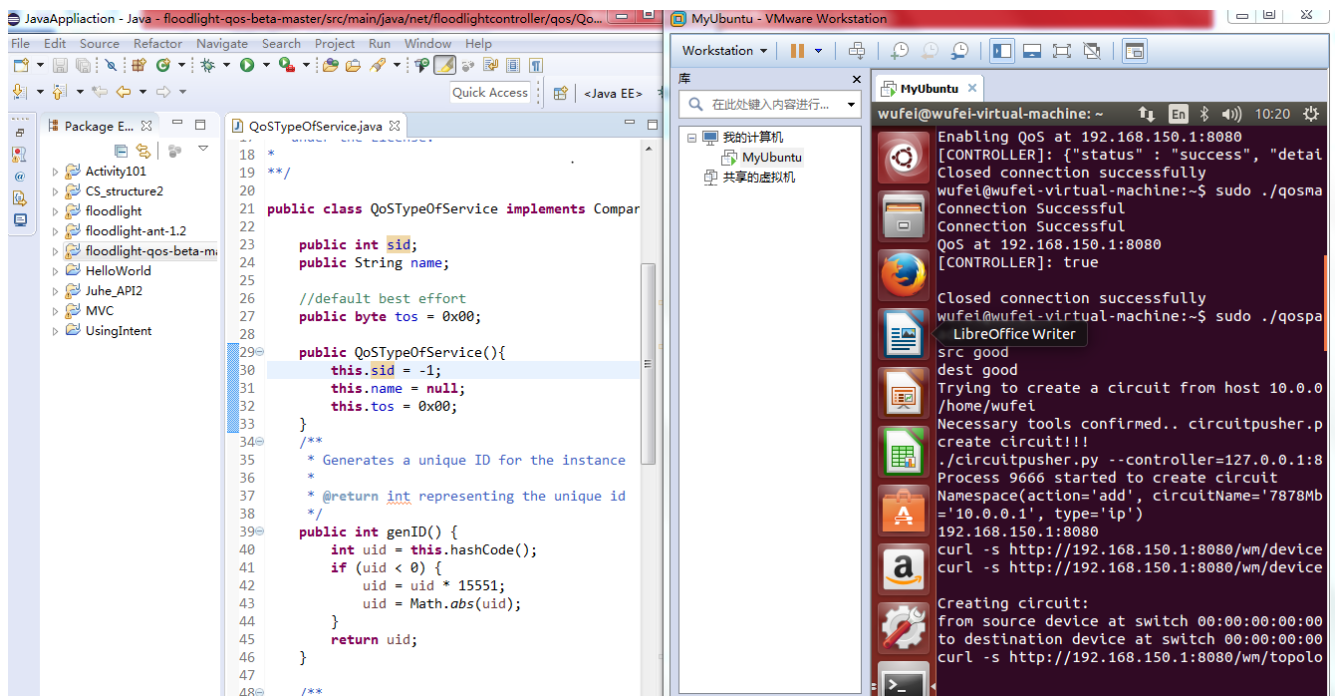 JavaAppliaction - Java - floodlight-qos-beta-master/src/main/java/net/floodlightcontroller/qos/Qo...
File Edit Source Refactor Navigate Search Project Run Window Help
Quick Access
<Java EE>
Package E...
Activity101
CS_structure2
floodlight
floodlight-ant-1.2
floodlight-qos-beta-ma
HelloWorld
Juhe_API2
MVC
UsingIntent
QoSTypeOfService.java
17 * under the License.
18 *
19 **/
20
21 public class QoSTypeOfService implements Compar
22
23 public int sid;
24 public String name;
25
26 //default best effort
27 public byte tos = 0x00;
28
29 public QoSTypeOfService(){
30 this.sid = -1;
31 this.name = null;
32 this.tos = 0x00;
33 }
34 /**
35 * Generates a unique ID for the instance
36 *
37 * @return int representing the unique id
38 */
39 public int genID() {
40 int uid = this.hashCode();
41 if (uid < 0) {
42 uid = uid * 15551;
43 uid = Math.abs(uid);
44 }
45 return uid;
46 }
47
48 /**
MyUbuntu - VMware Workstation
Workstation
库
在此处键入内容进行...
我的计算机
MyUbuntu
共享的虚拟机
MyUbuntu
wufei@wufei-virtual-machine: ~ En 10:20
Enabling QoS at 192.168.150.1:8080
[CONTROLLER]: {"status" : "success", "detai
Closed connection successfully
wufei@wufei-virtual-machine:~$ sudo ./qosma
Connection Successful
Connection Successful
QoS at 192.168.150.1:8080
[CONTROLLER]: true
Closed connection successfully
wufei@wufei-virtual-machine:~$ sudo ./qospa
LibreOffice Writer
src good
dest good
Trying to create a circuit from host 10.0.0
/home/wufei
Necessary tools confirmed.. circuitpusher.p
create circuit!!!
./circuitpusher.py --controller=127.0.0.1:8
Process 9666 started to create circuit
Namespace(action='add', circuitName='7878Mb
='10.0.0.1', type='ip')
192.168.150.1:8080
curl -s http://192.168.150.1:8080/wm/device
curl -s http://192.168.150.1:8080/wm/device
Creating circuit:
from source device at switch 00:00:00:00:00
to destination device at switch 00:00:00:00
curl -s http://192.168.150.1:8080/wm/topolo